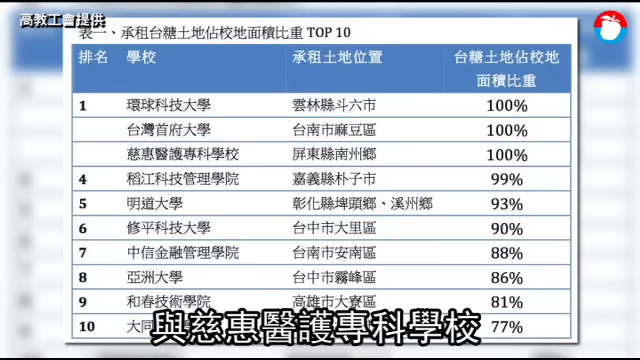 高教工會提供
表一、承租台糖土地佔校地面積比重 TOP 10
排名 學校 承租土地位置 台糖土地佔校地面積比重
1 環球科技大學 雲林縣斗六市 100%
台灣首府大學 台南市麻豆區 100%
慈惠醫護專科學校 屏東縣南州鄉 100%
4 稻江科技管理學院 嘉義縣朴子市 99%
5 明道大學 彰化縣埤頭鄉、溪州鄉 93%
6 修平科技大學 台中市大里區 90%
7 中信金融管理學院 台南市安南區 88%
8 亞洲大學 台中市霧峰區 86%
9 和春技術學院 高雄市大寮區 81%
10 大同 77%
與慈惠醫護專科學校